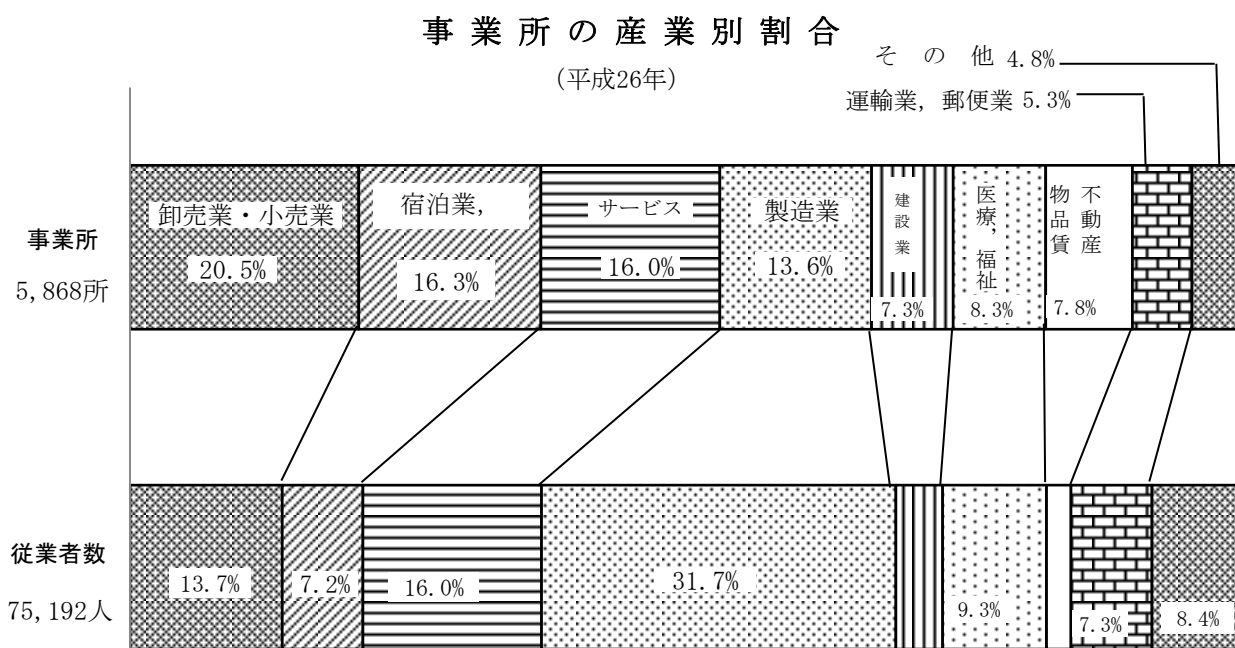 事業所の産業別割合
(平成26年)
その他 4.8%
運輸業, 郵便業 5.3%
事業所
5,868所
卸売業・小売業
20.5%
宿泊業,
16.3%
サービス
16.0%
製造業
13.6%
建設業
7.3%
医療, 福祉
8.3%
不動産
物品賃
7.8%
従業者数
75,192人
13.7%
7.2%
16.0%
31.7%
9.3%
7.3%
8.4%